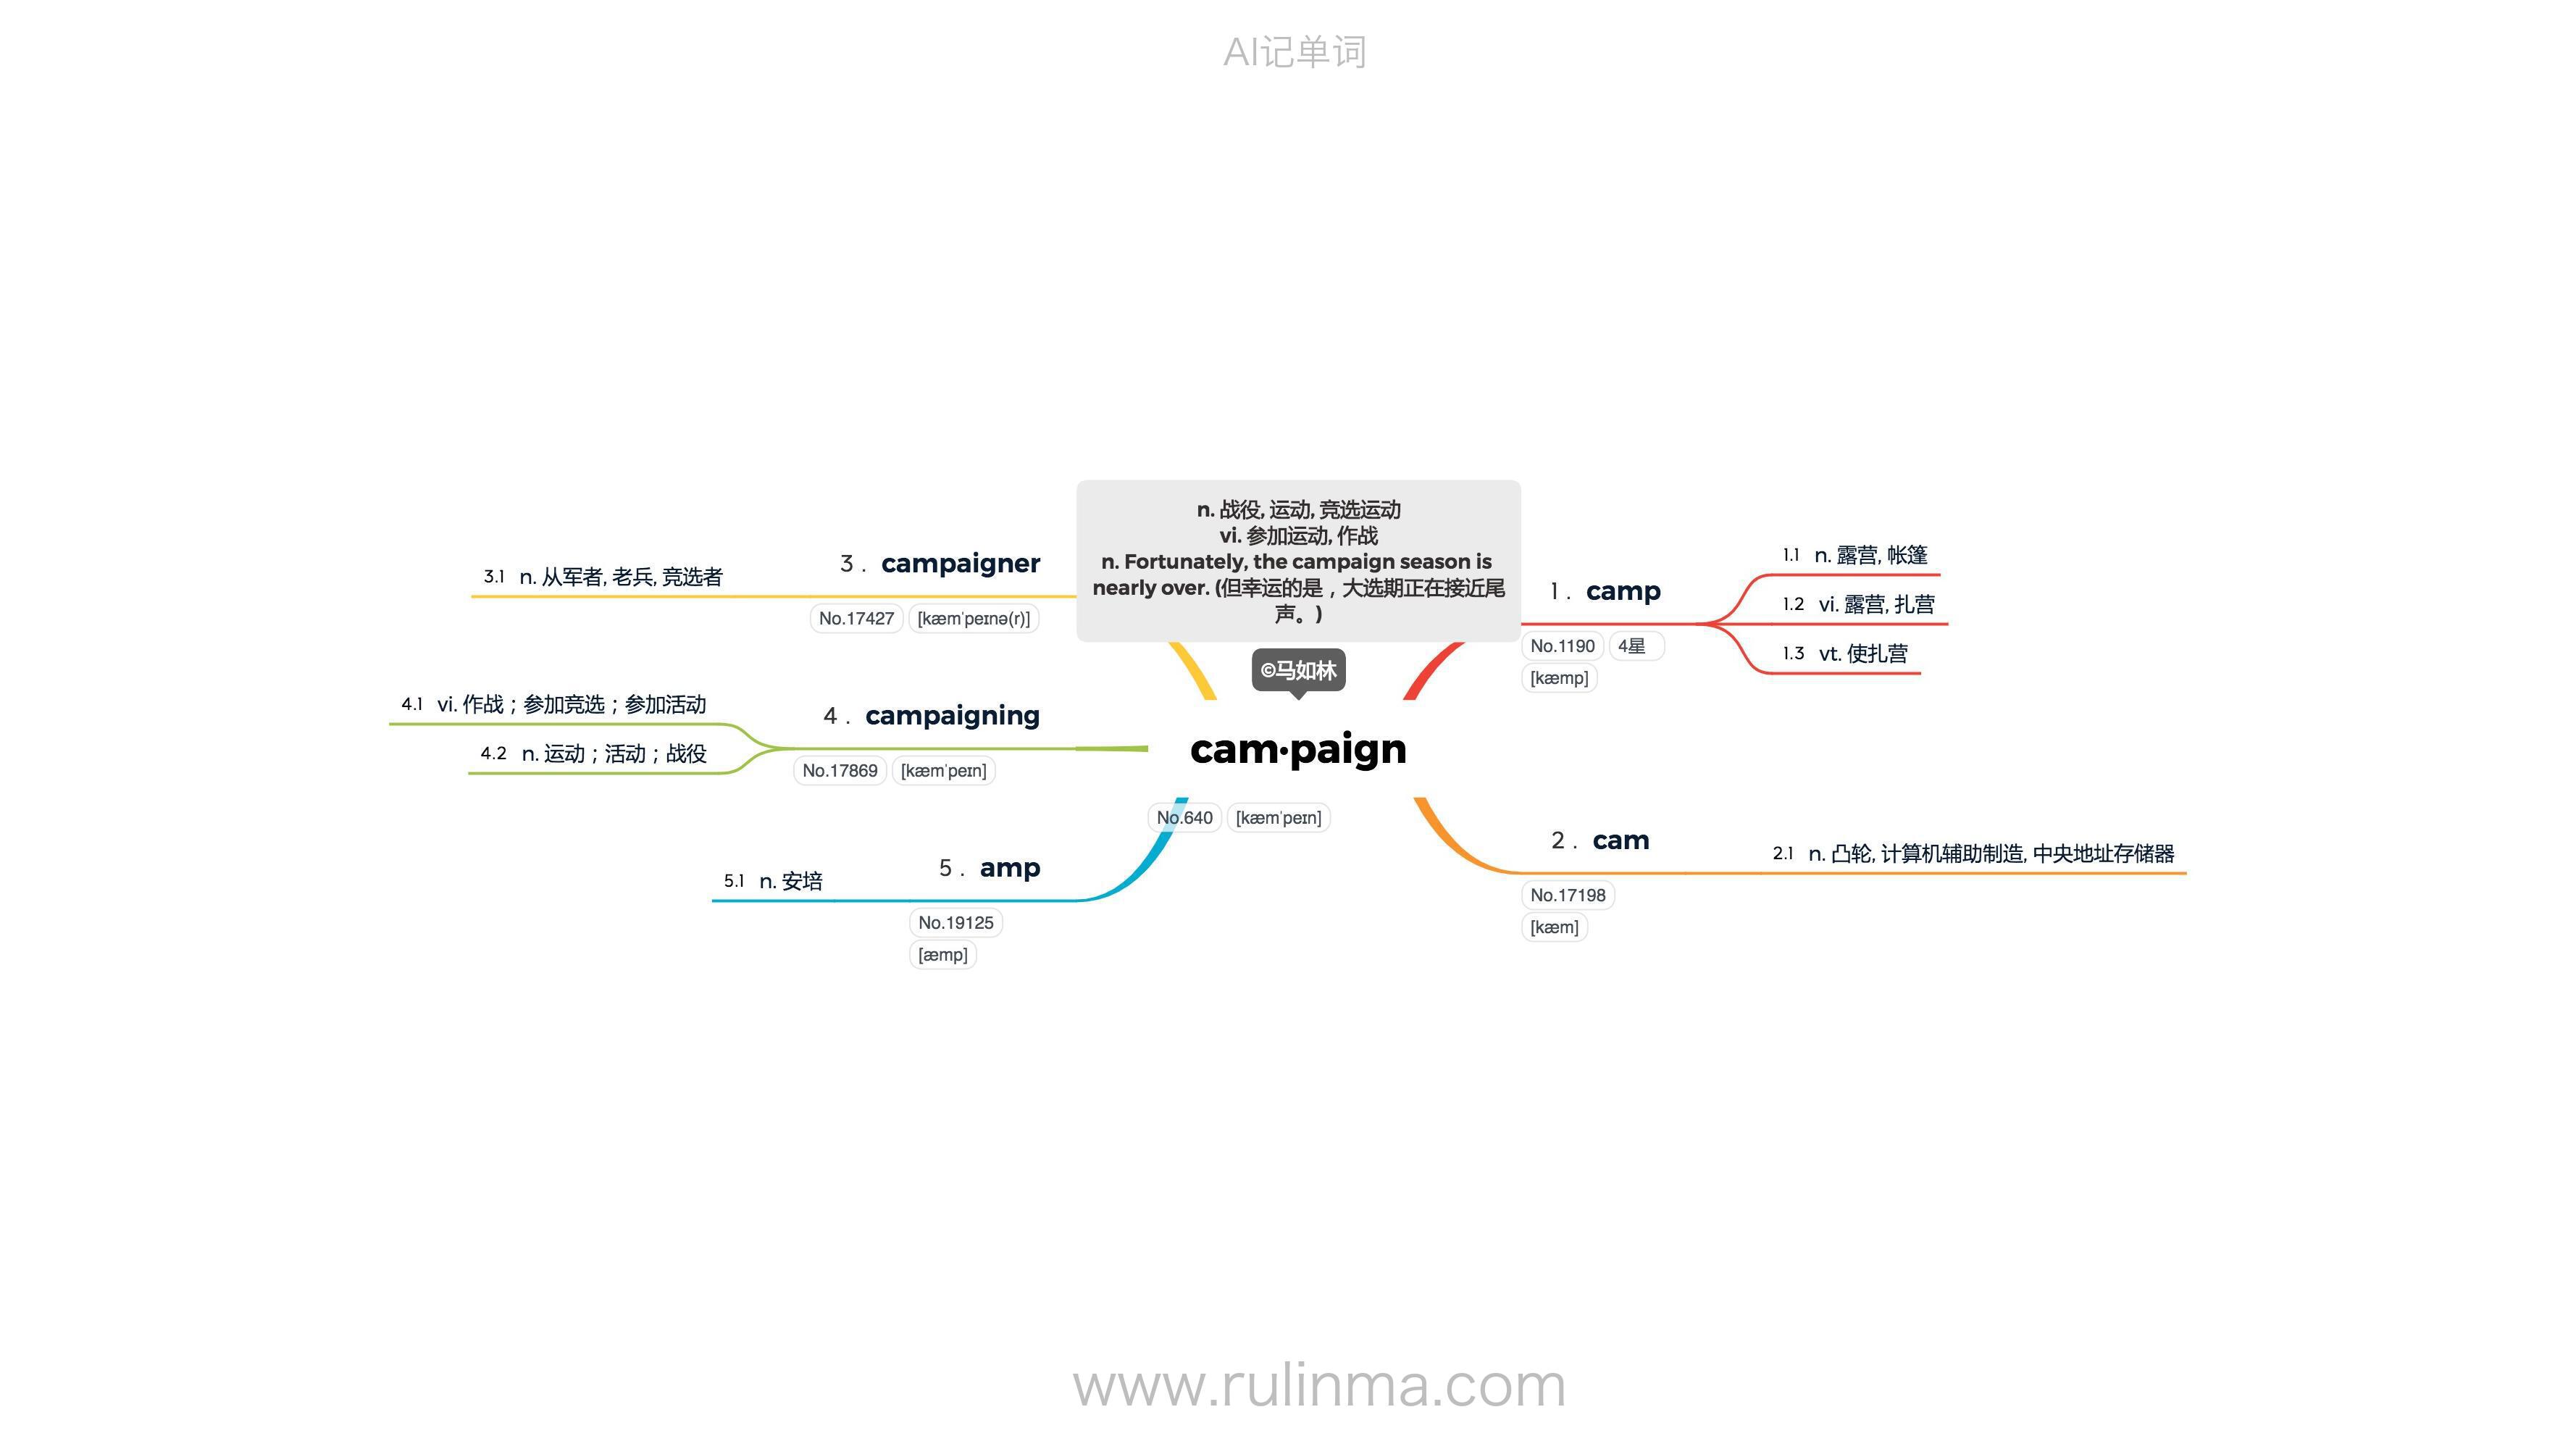 AI记单词
n. 战役, 运动, 竞选运动
vi. 参加运动, 作战
n. Fortunately, the campaign season is
nearly over. (但幸运的是，大选期正在接近尾
声。)
©马如林
cam·paign
No.640 [kæmˈpeɪn]
1. camp
No.1190 4星
[kæmp]
1.1 n. 露营, 帐篷
1.2 vi. 露营, 扎营
1.3 vt. 使扎营
2. cam
No.17198
[kæm]
2.1 n. 凸轮, 计算机辅助制造, 中央地址存储器
3. campaigner
No.17427 [kæmˈpeɪnə(r)]
3.1 n. 从军者, 老兵, 竞选者
4. campaigning
No.17869 [kæmˈpeɪn]
4.1 vi. 作战；参加竞选；参加活动
4.2 n. 运动；活动；战役
5. amp
No.19125
[æmp]
5.1 n. 安培
www.rulinma.com